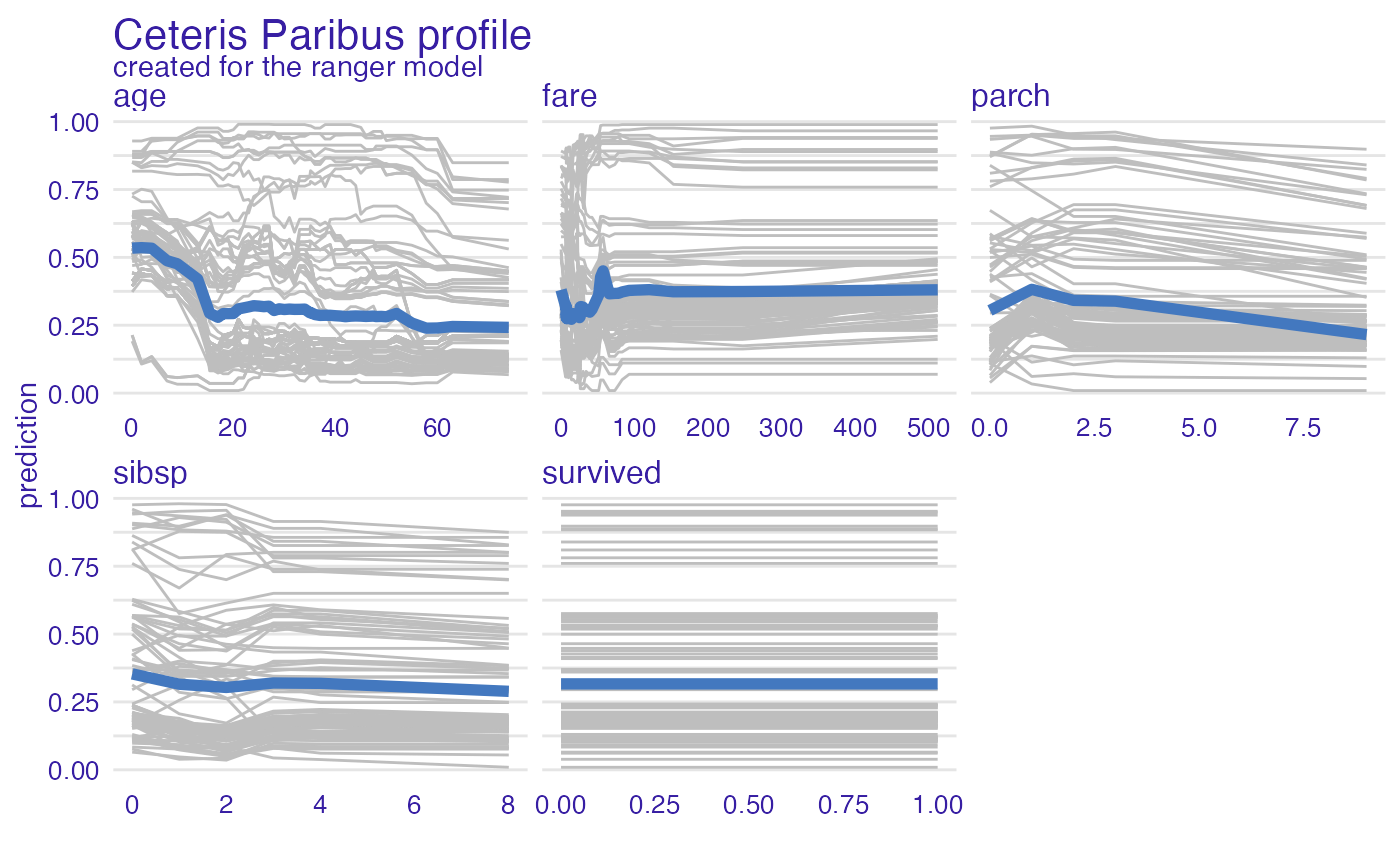 Ceteris Paribus profile
created for the ranger model
age
fare
parch
1.00
0.75
0.50
0.25
0.00
0 20 40 60
0 100 200 300 400 500
0.0 2.5 5.0 7.5
prediction
sibsp
survived
1.00
0.75
0.50
0.25
0.00
0 2 4 6 8
0.00 0.25 0.50 0.75 1.00